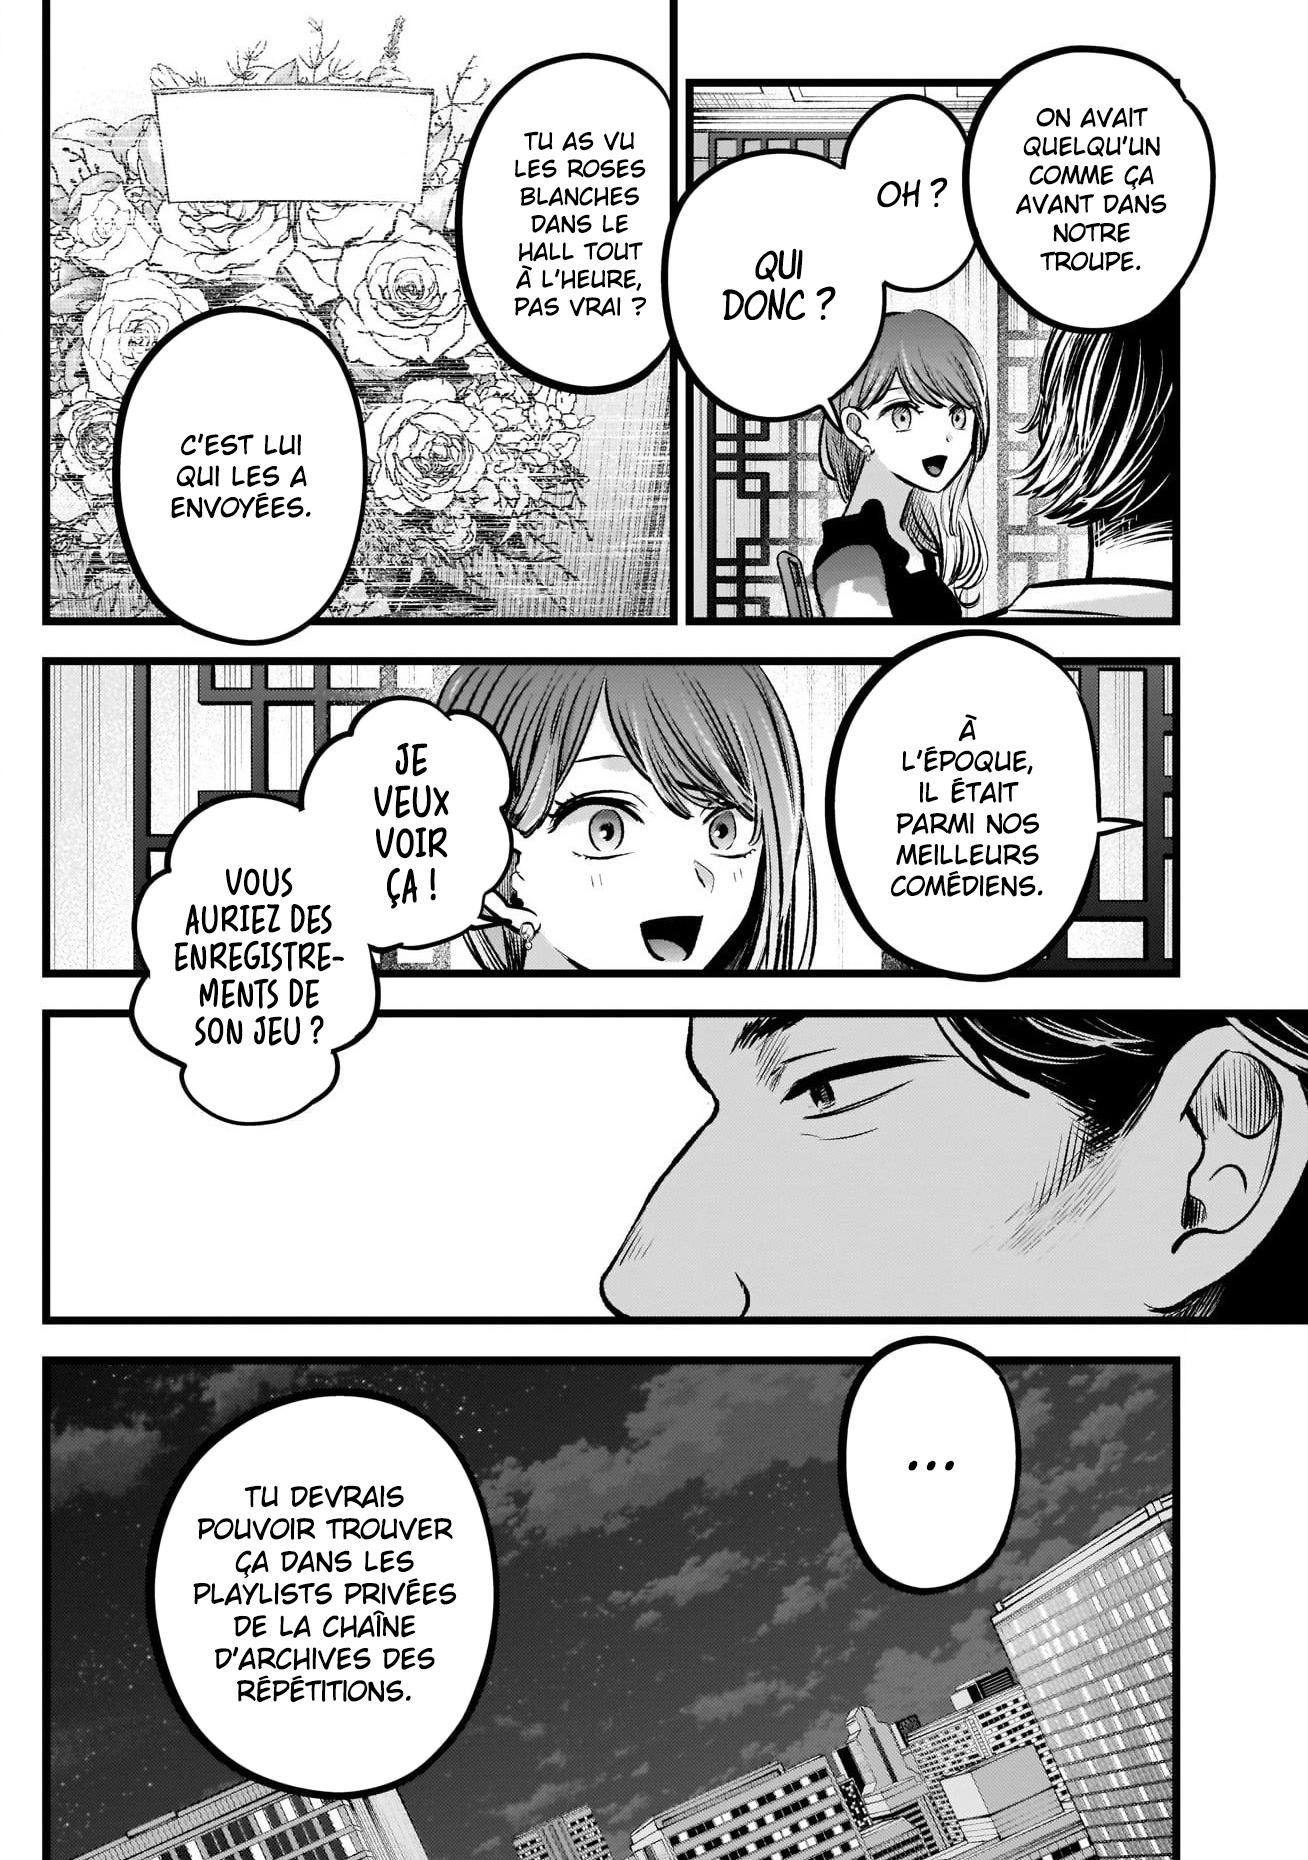 ON AVAIT
QUELQU'UN
COMME ÇA
AVANT DANS
NOTRE
TROUPE.
OH ?
QUI
DONC ?
TU AS VU
LES ROSES
BLANCHES
DANS LE
HALL TOUT
À L'HEURE,
PAS VRAI ?
C'EST LUI
QUI LES A
ENVOYÉES.
À
L'ÉPOQUE,
IL ÉTAIT
PARMI NOS
MEILLEURS
COMÉDIENS.
JE
VEUX
VOIR
ÇA !
VOUS
AURIEZ DES
ENREGISTRE-
MENTS DE
SON JEU ?
...
TU DEVRAIS
POUVOIR TROUVER
ÇA DANS LES
PLAYLISTS PRIVÉES
DE LA CHAÎNE
D'ARCHIVES DES
RÉPÉTITIONS.